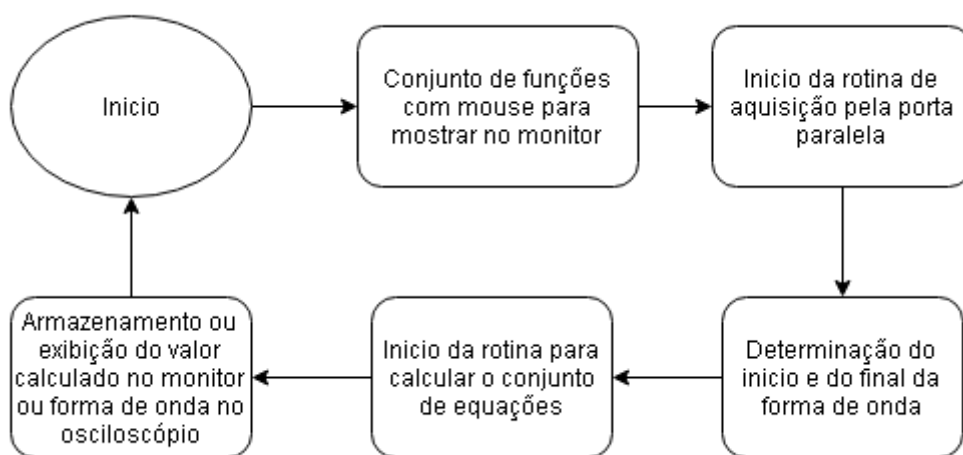 Inicio
Conjunto de funções
com mouse para
mostrar no monitor
Inicio da rotina de
aquisição pela porta
paralela
Determinação do
inicio e do final da
forma de onda
Inicio da rotina para
calcular o conjunto
de equações
Armazenamento ou
exibição do valor
calculado no monitor
ou forma de onda no
osciloscópio